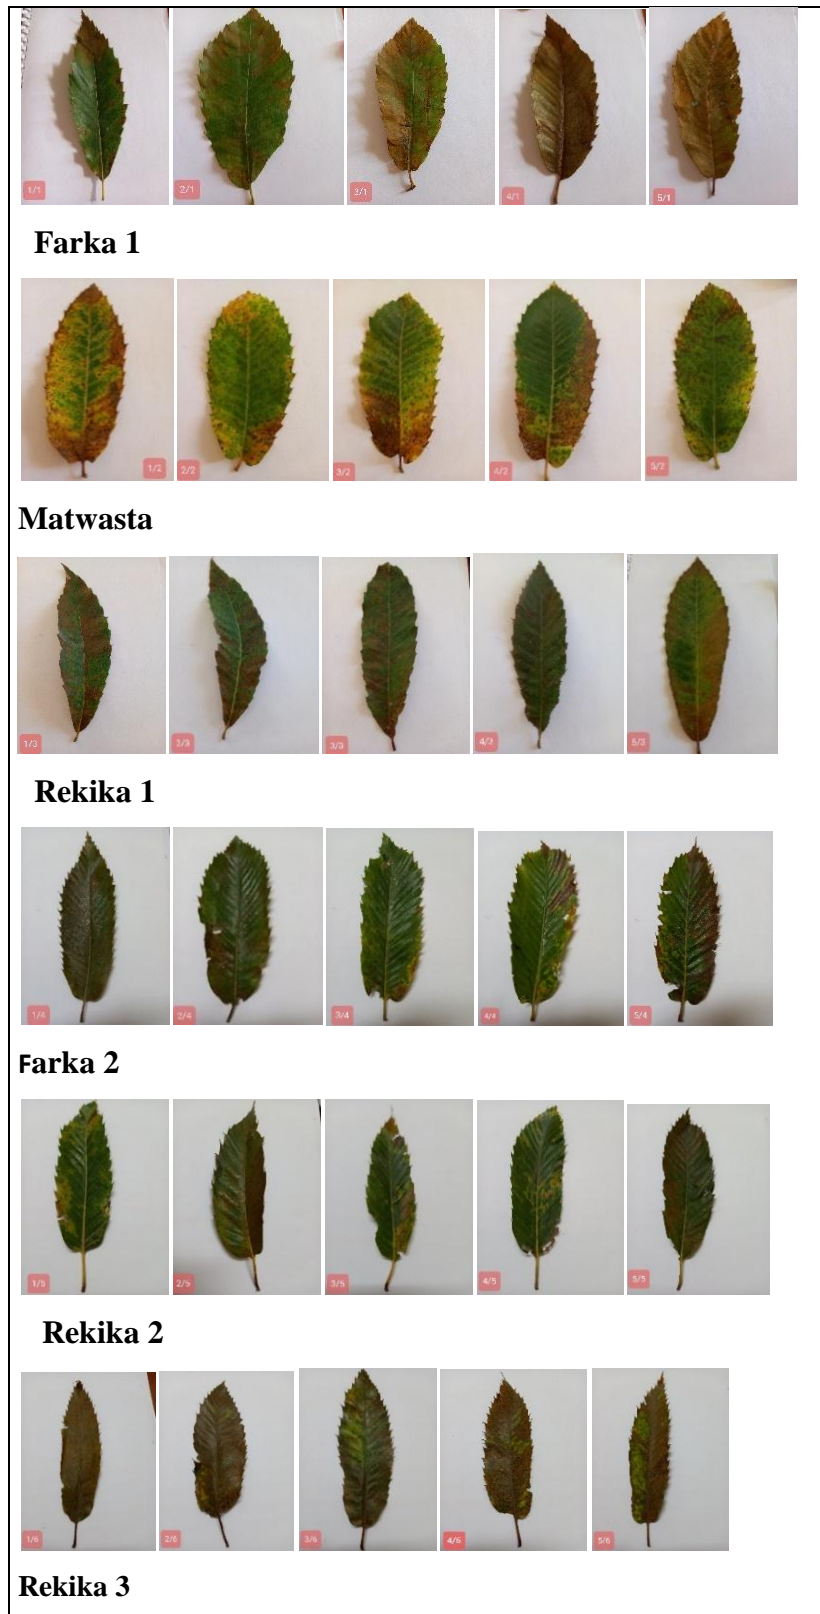 1/1 2/1 3/1 4/1 5/1
Farka 1
1/2 2/2 3/2 4/2 5/2
Matwasta
1/3 2/3 3/3 4/3 5/3
Rekika 1
1/4 2/4 3/4 4/4 5/4
Farka 2
1/5 2/5 3/5 4/5 5/5
Rekika 2
1/6 2/6 3/6 4/6 5/6
Rekika 3